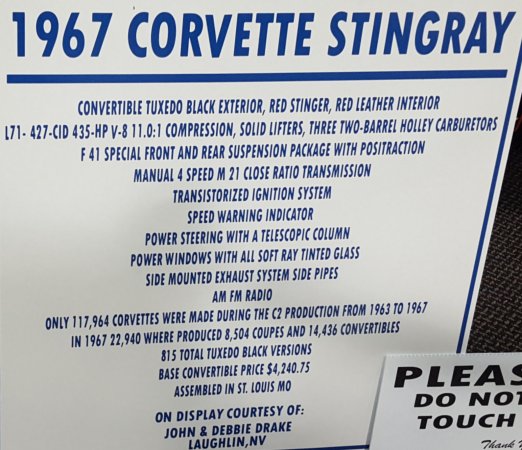 1967 CORVETTE STINGRAY
CONVERTIBLE TUXEDO BLACK EXTERIOR, RED STINGER, RED LEATHER INTERIOR
L71- 427-CID 435-HP V-8 11.0:1 COMPRESSION, SOLID LIFTERS, THREE TWO-BARREL HOLLEY CARBURETORS
F 41 SPECIAL FRONT AND REAR SUSPENSION PACKAGE WITH POSITRACTION
MANUAL 4 SPEED M 21 CLOSE RATIO TRANSMISSION
TRANSISTORIZED IGNITION SYSTEM
SPEED WARNING INDICATOR
POWER STEERING WITH A TELESCOPIC COLUMN
POWER WINDOWS WITH ALL SOFT RAY TINTED GLASS
SIDE MOUNTED EXHAUST SYSTEM SIDE PIPES
AM FM RADIO
ONLY 117,964 CORVETTES WERE MADE DURING THE C2 PRODUCTION FROM 1963 TO 1967
IN 1967 22,940 WHERE PRODUCED 8,504 COUPES AND 14,436 CONVERTIBLES
815 TOTAL TUXEDO BLACK VERSIONS
BASE CONVERTIBLE PRICE $4,240.75
ASSEMBLED IN ST. LOUIS MO
ON DISPLAY COURTESY OF:
JOHN & DEBBIE DRAKE
LAUGHLIN,NV
PLEAS
DO NOT
TOUCH
Thank